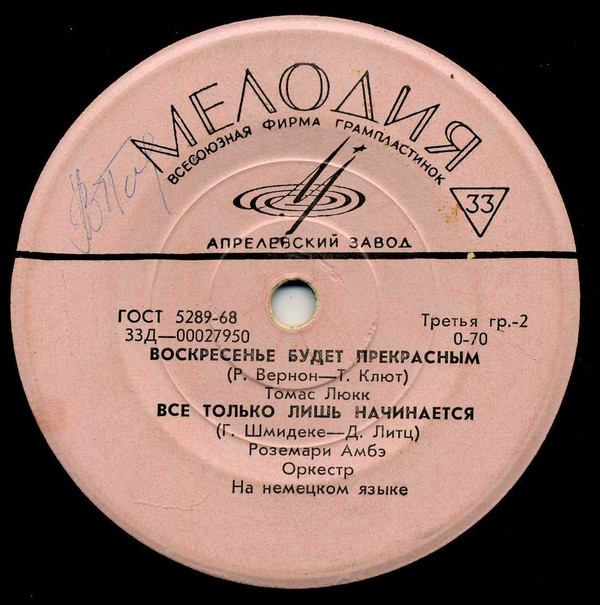 МЕЛОДИЯ
ВСЕСОЮЗНАЯ ФИРМА ГРАМПЛАСТИНОК
33
АПРЕЛЕВСКИЙ ЗАВОД
ГОСТ 5289-68
Третья гр.-2
33Д—00027950
0-70
ВОСКРЕСЕНЬЕ БУДЕТ ПРЕКРАСНЫМ
(Р. Вернон—Т. Клют)
Томас Люкк
ВСЕ ТОЛЬКО ЛИШЬ НАЧИНАЕТСЯ
(Г. Шмидеке—Д. Литц)
Роземари Амбэ
Оркестр
На немецком языке